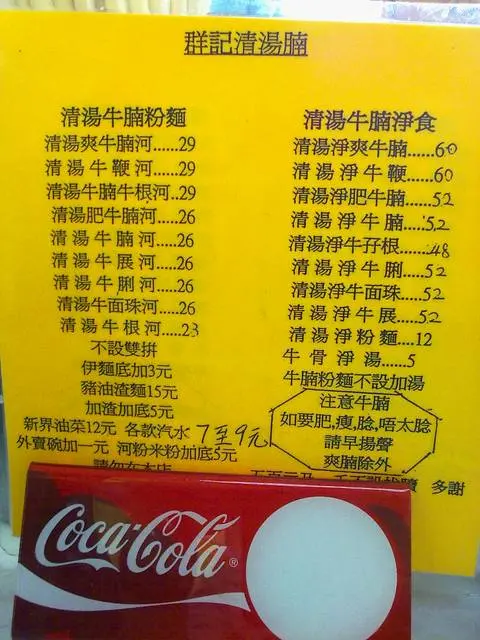 群記清湯腩
清湯牛腩粉麵
清湯爽牛腩河......29
清湯牛鞭河.....29
清湯牛腩牛根河..29
清湯肥牛腩河.....26
清湯牛腩河.....26
清湯牛展河.....26
清湯牛脷河.....26
清湯牛面珠河.....26
清湯牛根河....23
不設雙拼
伊麵底加3元
豬油渣麵15元
加渣加底5元
新界油菜12元 各款汽水 7至9元
外賣碗加一元 河粉米粉加底5元
請勿在本店
清湯牛腩淨食
清湯淨爽牛腩......60
清湯淨牛鞭......60
清湯淨肥牛腩.....52
清湯淨牛腩.....52
清湯淨牛孖根......48
清湯淨牛脷.....52
清湯淨牛面珠.....52
清湯淨牛展.....52
清湯淨粉麵....12
牛骨淨湯.....5
牛腩粉麵不設加湯
注意牛腩
如要肥,瘦,腍,唔太腍
請早揚聲
爽腩除外
多謝
Coca-Cola®